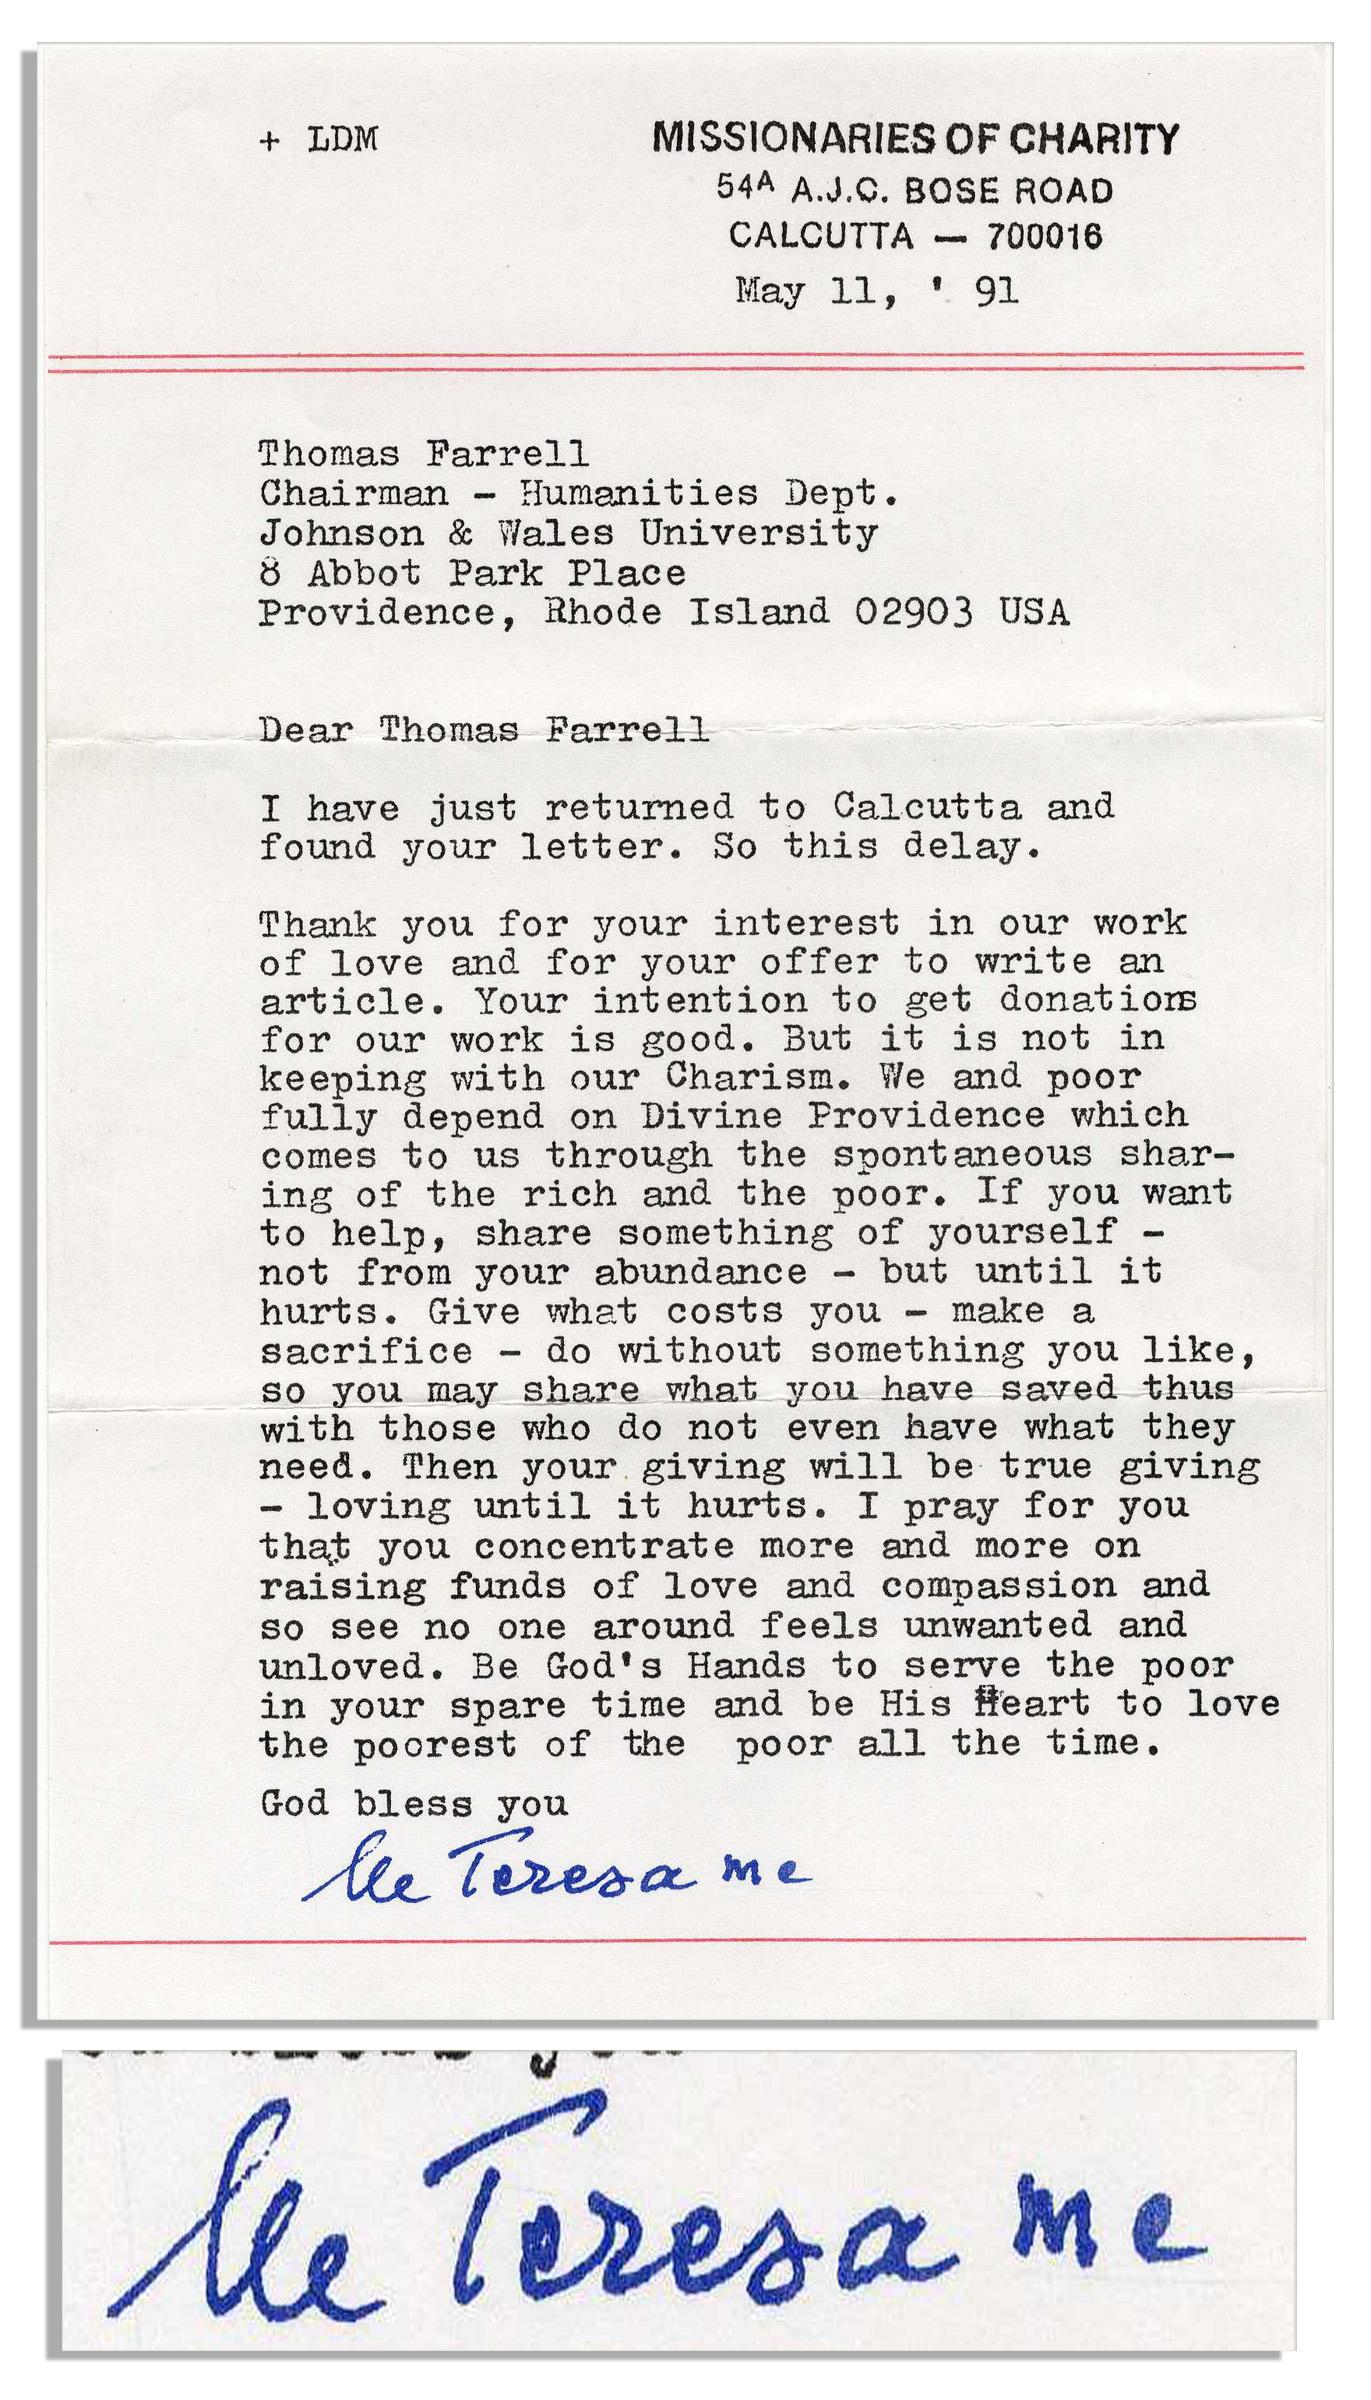 + LDM
MISSIONARIES OF CHARITY
54A A.J.C. BOSE ROAD
CALCUTTA — 700016
May 11, ' 91
Thomas Farrell
Chairman - Humanities Dept.
Johnson & Wales University
8 Abbot Park Place
Providence, Rhode Island 02903 USA
Dear Thomas Farrell
I have just returned to Calcutta and
found your letter. So this delay.
Thank you for your interest in our work
of love and for your offer to write an
article. Your intention to get donations
for our work is good. But it is not in
keeping with our Charism. We and poor
fully depend on Divine Providence which
comes to us through the spontaneous shar-
ing of the rich and the poor. If you want
to help, share something of yourself -
not from your abundance - but until it
hurts. Give what costs you - make a
sacrifice - do without something you like,
so you may share what you have saved thus
with those who do not even have what they
need. Then your giving will be true giving
- loving until it hurts. I pray for you
that you concentrate more and more on
raising funds of love and compassion and
so see no one around feels unwanted and
unloved. Be God's Hands to serve the poor
in your spare time and be His Heart to love
the poorest of the  poor all the time.
God bless you
Teresa mc
Teresa mc